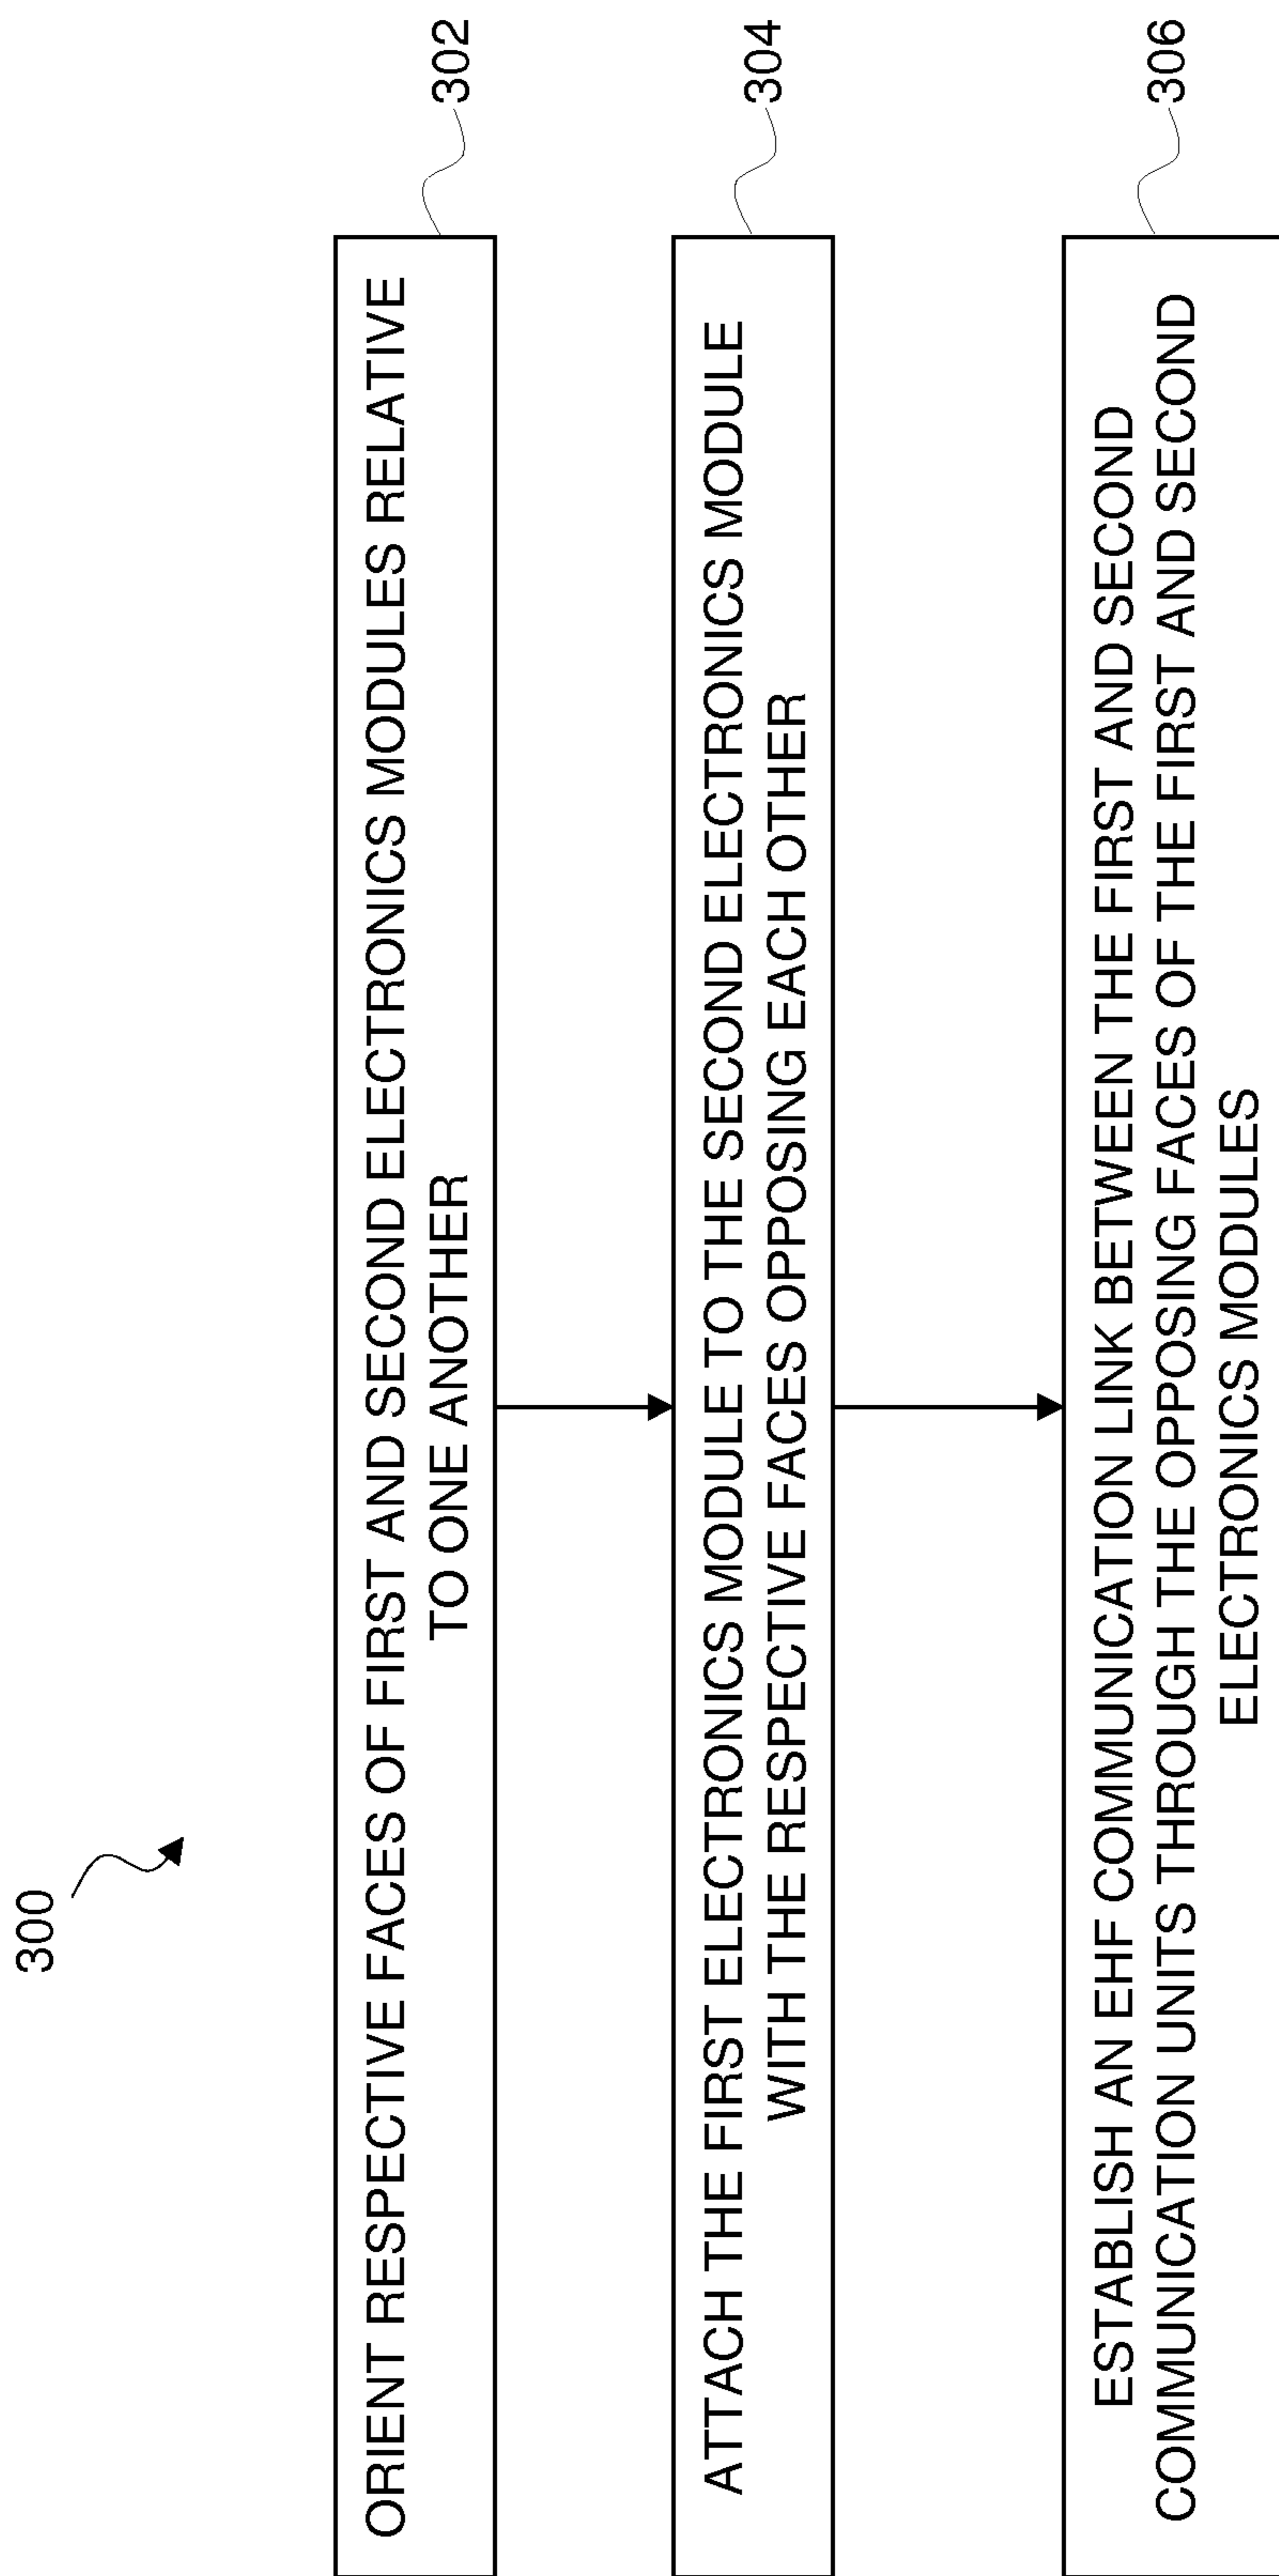 300
ORIENT RESPECTIVE FACES OF FIRST AND SECOND ELECTRONICS MODULES RELATIVE
TO ONE ANOTHER
302
ATTACH THE FIRST ELECTRONICS MODULE TO THE SECOND ELECTRONICS MODULE
WITH THE RESPECTIVE FACES OPPOSING EACH OTHER
304
ESTABLISH AN EHF COMMUNICATION LINK BETWEEN THE FIRST AND SECOND
COMMUNICATION UNITS THROUGH THE OPPOSING FACES OF THE FIRST AND SECOND
ELECTRONICS MODULES
306